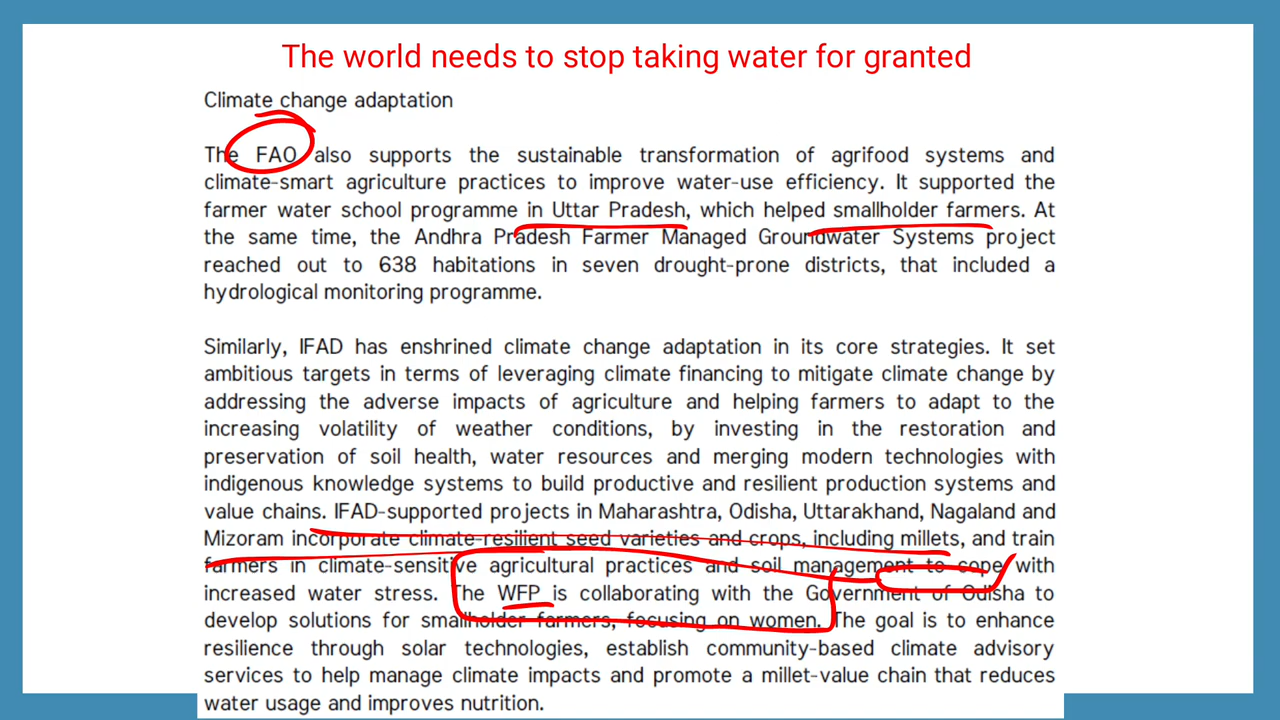 The world needs to stop taking water for granted
Climate change adaptation
The FAO also supports the sustainable transformation of agrifood systems and
climate-smart agriculture practices to improve water-use efficiency. It supported the
farmer water school programme in Uttar Pradesh, which helped smallholder farmers. At
the same time, the Andhra Pradesh Farmer Managed Groundwater Systems project
reached out to 638 habitations in seven drought-prone districts, that included a
hydrological monitoring programme.
Similarly, IFAD has enshrined climate change adaptation in its core strategies. It set
ambitious targets in terms of leveraging climate financing to mitigate climate change by
addressing the adverse impacts of agriculture and helping farmers to adapt to the
increasing volatility of weather conditions, by investing in the restoration and
preservation of soil health, water resources and merging modern technologies with
indigenous knowledge systems to build productive and resilient production systems and
value chains. IFAD-supported projects in Maharashtra, Odisha, Uttarakhand, Nagaland and
Mizoram incorporate climate-resilient seed varieties and crops, including millets, and train
farmers in climate-sensitive agricultural practices and soil management to cope with
increased water stress. The WFP is collaborating with the Government of Odisha to
develop solutions for smallholder farmers, focusing on women. The goal is to enhance
resilience through solar technologies, establish community-based climate advisory
services to help manage climate impacts and promote a millet-value chain that reduces
water usage and improves nutrition.